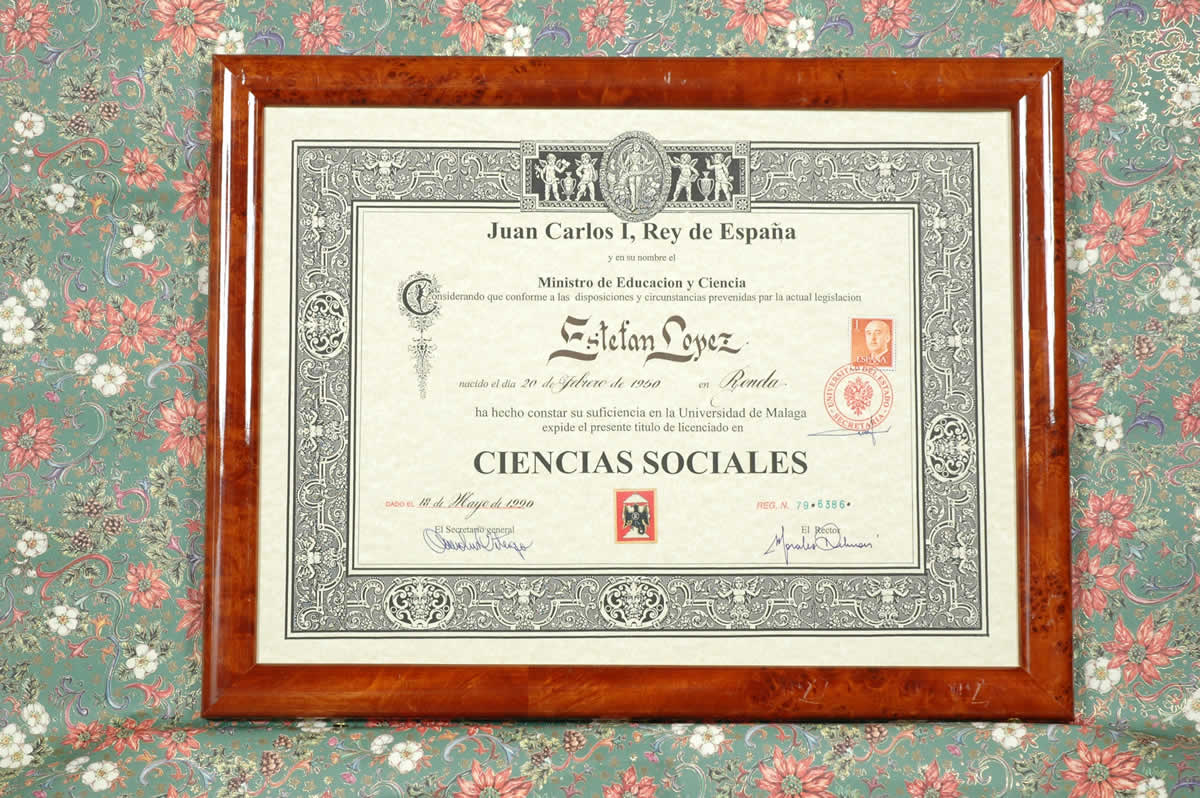 Juan Carlos I, Rey de España
y en su nombre el
Ministro de Educacion y Ciencia
Considerando que conforme a las disposiciones y circunstancias prevenidas par la actual legislacion
Estefan Lopez
1
ESPAÑA
nacido el dia 20 de Febrero de 1950 en Ronda
UNIVERSITAD DEL ESTADO
SECRETARIA
ha hecho constar su suficiencia en la Universidad de Malaga
expide el presente titulo de licenciado en
CIENCIAS SOCIALES
DADO EL 18 de Mayo de 1990
REG. N. 79•6386•
El Secretario general
El Rector